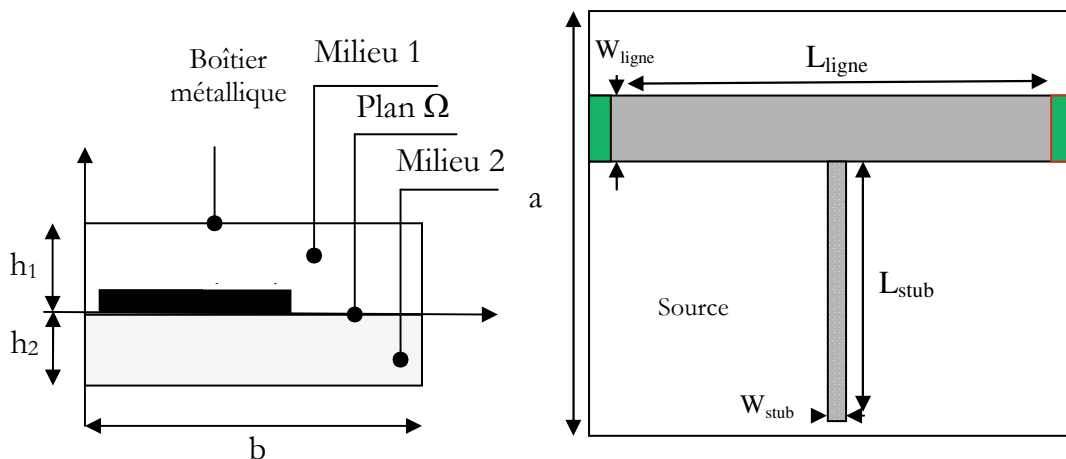 Boîtier
métallique
Milieu 1
Plan Ω
Milieu 2
h1
h2
b
Wligne
Lligne
a
Lstub
Source
Wstub